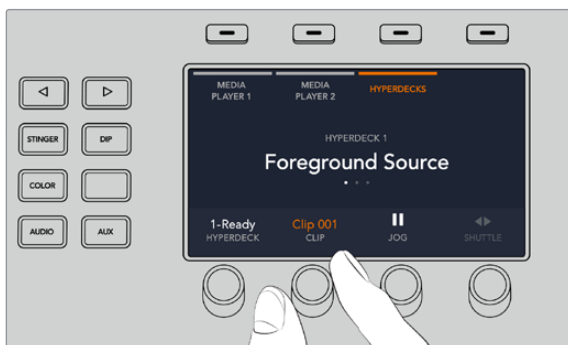 MEDIA
PLAYER 1
MEDIA
PLAYER 2
HYPERDECKS
STINGER
DIP
HYPERDECK 1
Foreground Source
COLOR
1-Ready
HYPERDECK
Clip 001
CLIP
JOG
SHUTTLE
AUDIO
AUX